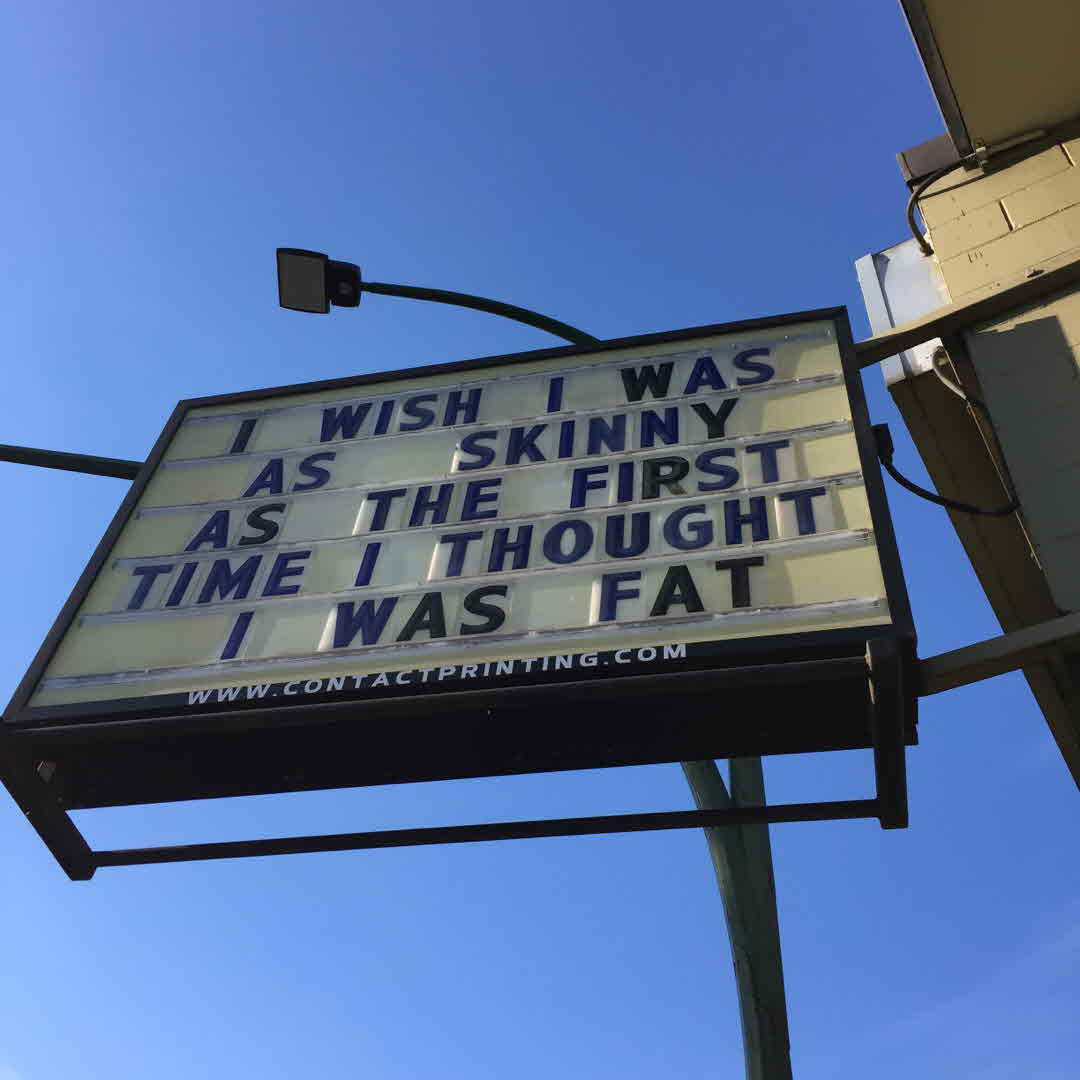 I WISH I WAS
AS SKINNY
AS THE FIRST
TIME I THOUGHT
I WAS FAT
WWW.CONTACTPRINTING.COM